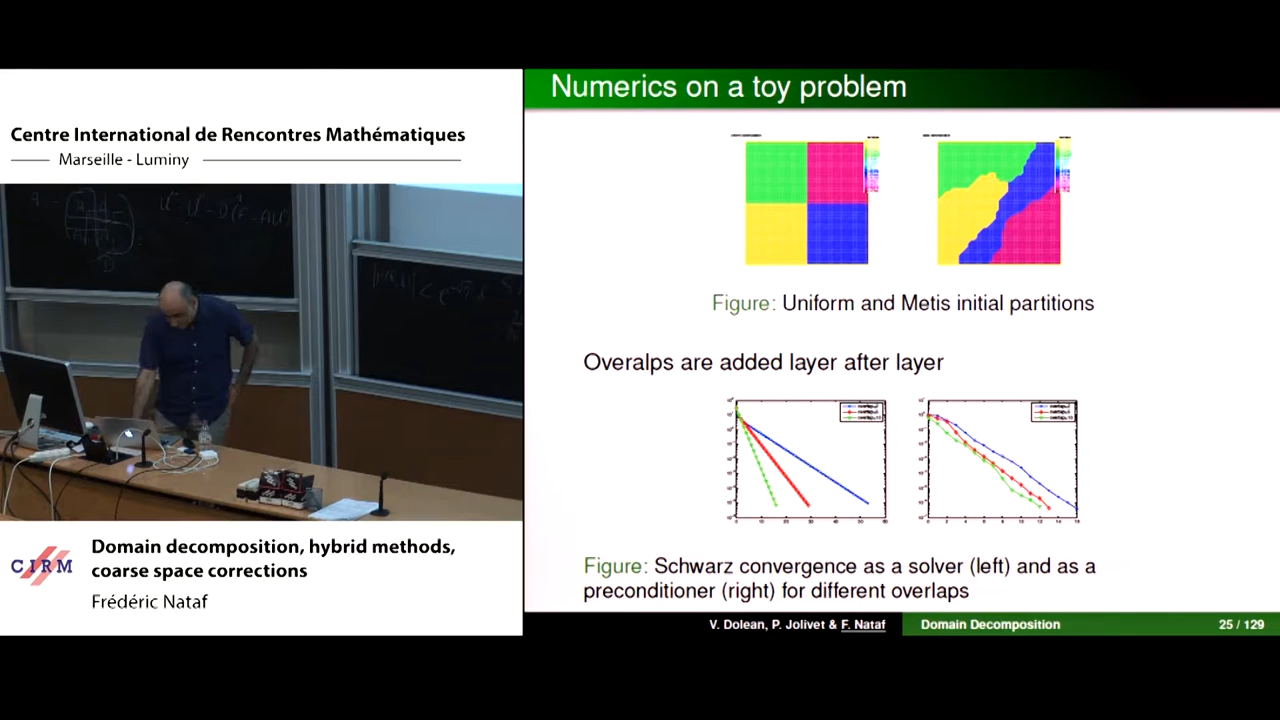 Centre International de Rencontres Mathématiques
Marseille - Luminy
CIRM
Domain decomposition, hybrid methods,
coarse space corrections
Frédéric Nataf
Numerics on a toy problem
Figure: Uniform and Metis initial partitions
Overalps are added layer after layer
Figure: Schwarz convergence as a solver (left) and as a
preconditioner (right) for different overlaps
V. Dolean, P. Jolivet & F. Nataf
Domain Decomposition
25 / 129